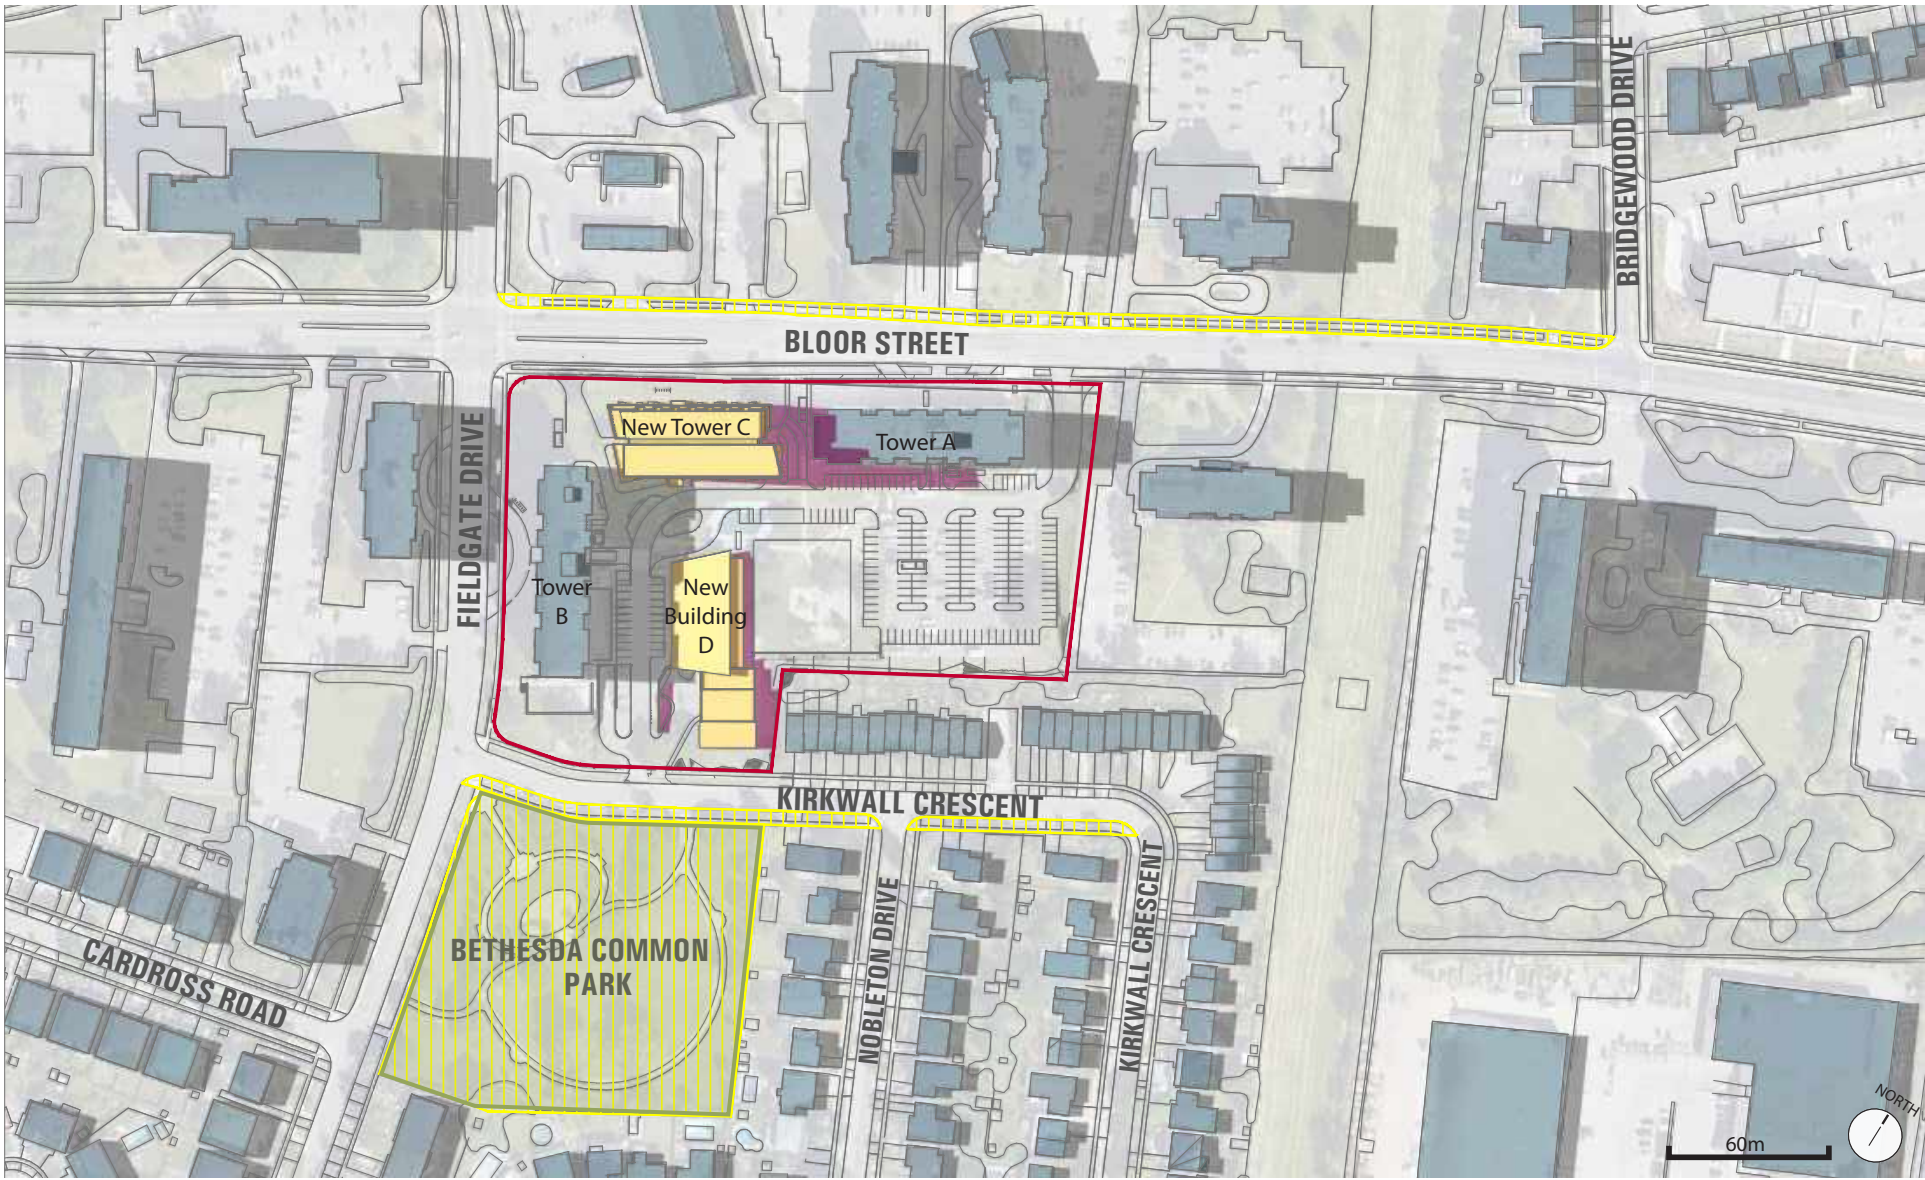 BRIDGEWOOD DRIVE
BLOOR STREET
FIELDGATE DRIVE
New Tower C
Tower A
Tower
B
New
Building
D
KIRKWALL CRESCENT
BETHESDA COMMON
PARK
CARDROSS ROAD
NOBLETON DRIVE
KIRKWALL CRESCENT
NORTH
60m